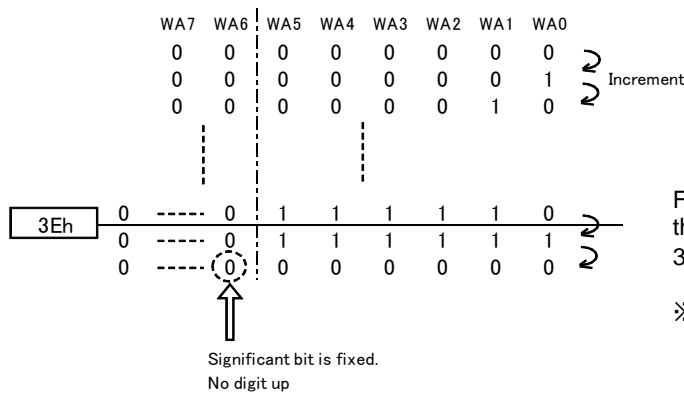 WA7 WA6 WA5 WA4 WA3 WA2 WA1 WA0
0 0 0 0 0 0 0 0
0 0 0 0 0 0 0 1
0 0 0 0 0 0 1 0
Increment
3Eh
0 0 1 1 1 1 1 0
0 0 1 1 1 1 1 1
0 0 0 0 0 0 0 0
F
th
3
※
Significant bit is fixed.
No digit up